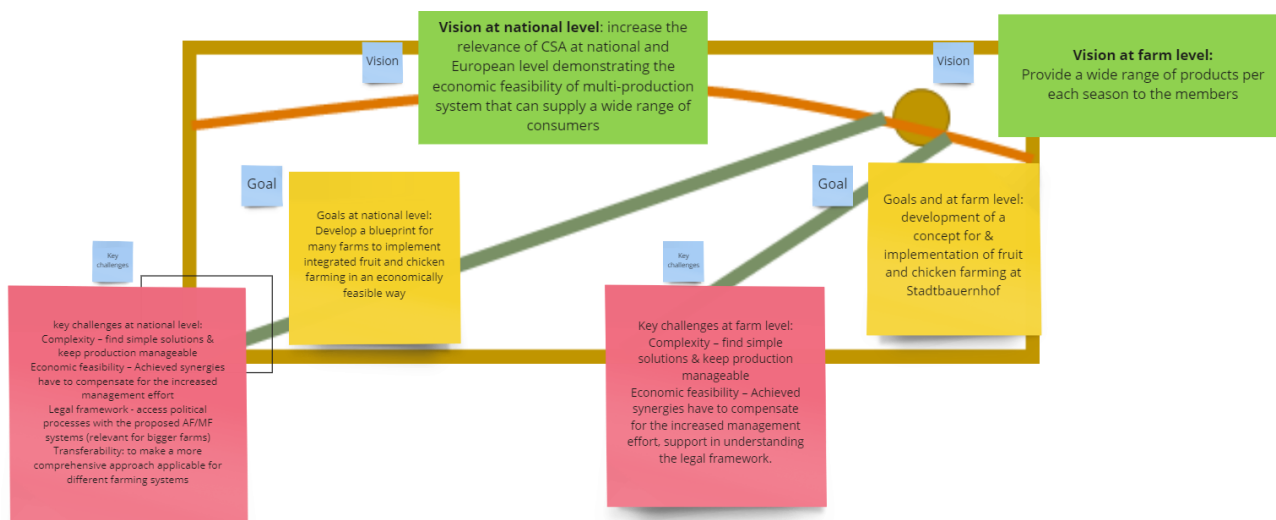 Vision
Vision at national level: increase the
relevance of CSA at national and
European level demonstrating the
economic feasibility of multi-production
system that can supply a wide range of
consumers
Vision
Vision at farm level:
Provide a wide range of products per
each season to the members
Goal
Goals at national level:
Develop a blueprint for
many farms to implement
integrated fruit and chicken
farming in an economically
feasible way
Goal
Goals and at farm level:
development of a
concept for &
implementation of fruit
and chicken farming at
Stadtbauernhof
Key
challenges
key challenges at national level:
Complexity – find simple solutions &
keep production manageable
Economic feasibility – Achieved synergies
have to compensate for the increased
management effort
Legal framework - access political
processes with the proposed AF/MF
systems (relevant for bigger farms)
Transferability: to make a more
comprehensive approach applicable for
different farming systems
Key
challenges
Key challenges at farm level:
Complexity – find simple
solutions & keep production
manageable
Economic feasibility – Achieved
synergies have to compensate
for the increased management
effort, support in understanding
the legal framework.